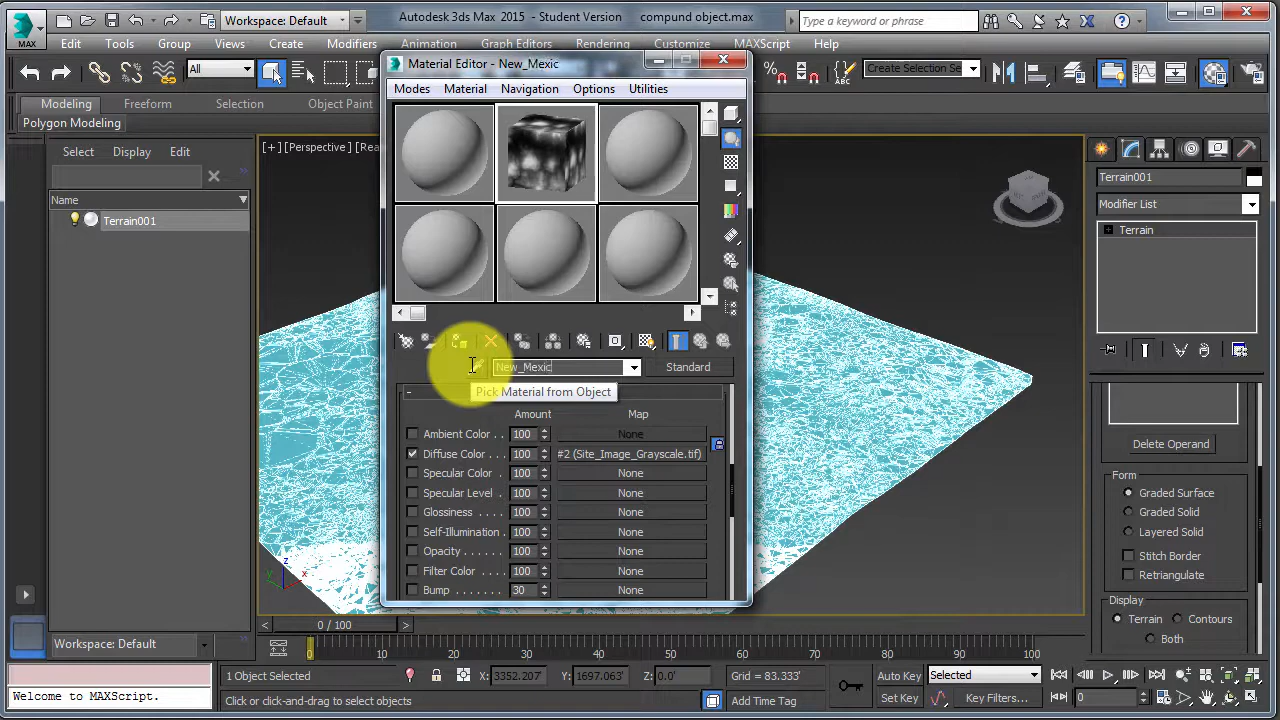 Workspace: Default
Autodesk 3ds Max 2015 - Student Version compund object.max
Type a keyword or phrase
MAX
Edit Tools Group Views Create Modifiers Animation Graph Editors Rendering Customize MAXScript Help
All
Create Selection Se
Modeling Freeform Selection Object Paint
Polygon Modeling
Select Display Edit
Name
Terrain001
[+] [Perspective] [Rea
Material Editor - New_Mexic
Modes Material Navigation Options Utilities
New_Mexic
Standard
Pick Material from Object
Amount Map
Ambient Color . . 100 None
Diffuse Color . . . 100 #2 (Site_Image_Grayscale.tif)
Specular Color . . 100 None
Specular Level . . 100 None
Glossiness . . . . 100 None
Self-Illumination . 100 None
Opacity . . . . . . 100 None
Filter Color . . . . 100 None
Bump . . . . . . . 30 None
z
y
x
Terrain001
Modifier List
Terrain
Delete Operand
Form
Graded Surface
Graded Solid
Layered Solid
Stitch Border
Retriangulate
Display
Terrain Contours
Both
Workspace: Default
< 0 / 100 >
0 10 20 30 40 50 60 70 80 90 100
Welcome to MAXScript.
1 Object Selected
X: 3352.207' Y: 1697.063' Z: 0.0' Grid = 83.333'
Auto Key Selected
Click or click-and-drag to select objects
Add Time Tag
Set Key Key Filters... 0